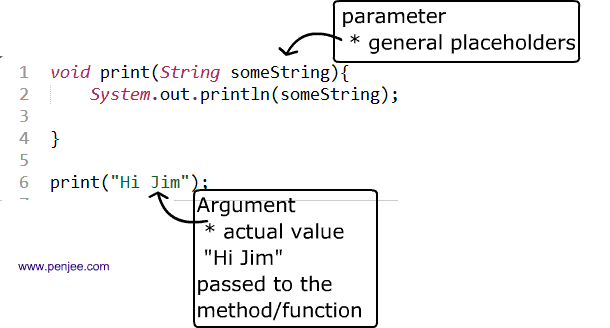 parameter
* general placeholders
1 void print(String someString){
2 System.out.println(someString);
3
4 }
5
6 print("Hi Jim");
Argument
* actual value
"Hi Jim"
passed to the
method/function
www.penjee.com